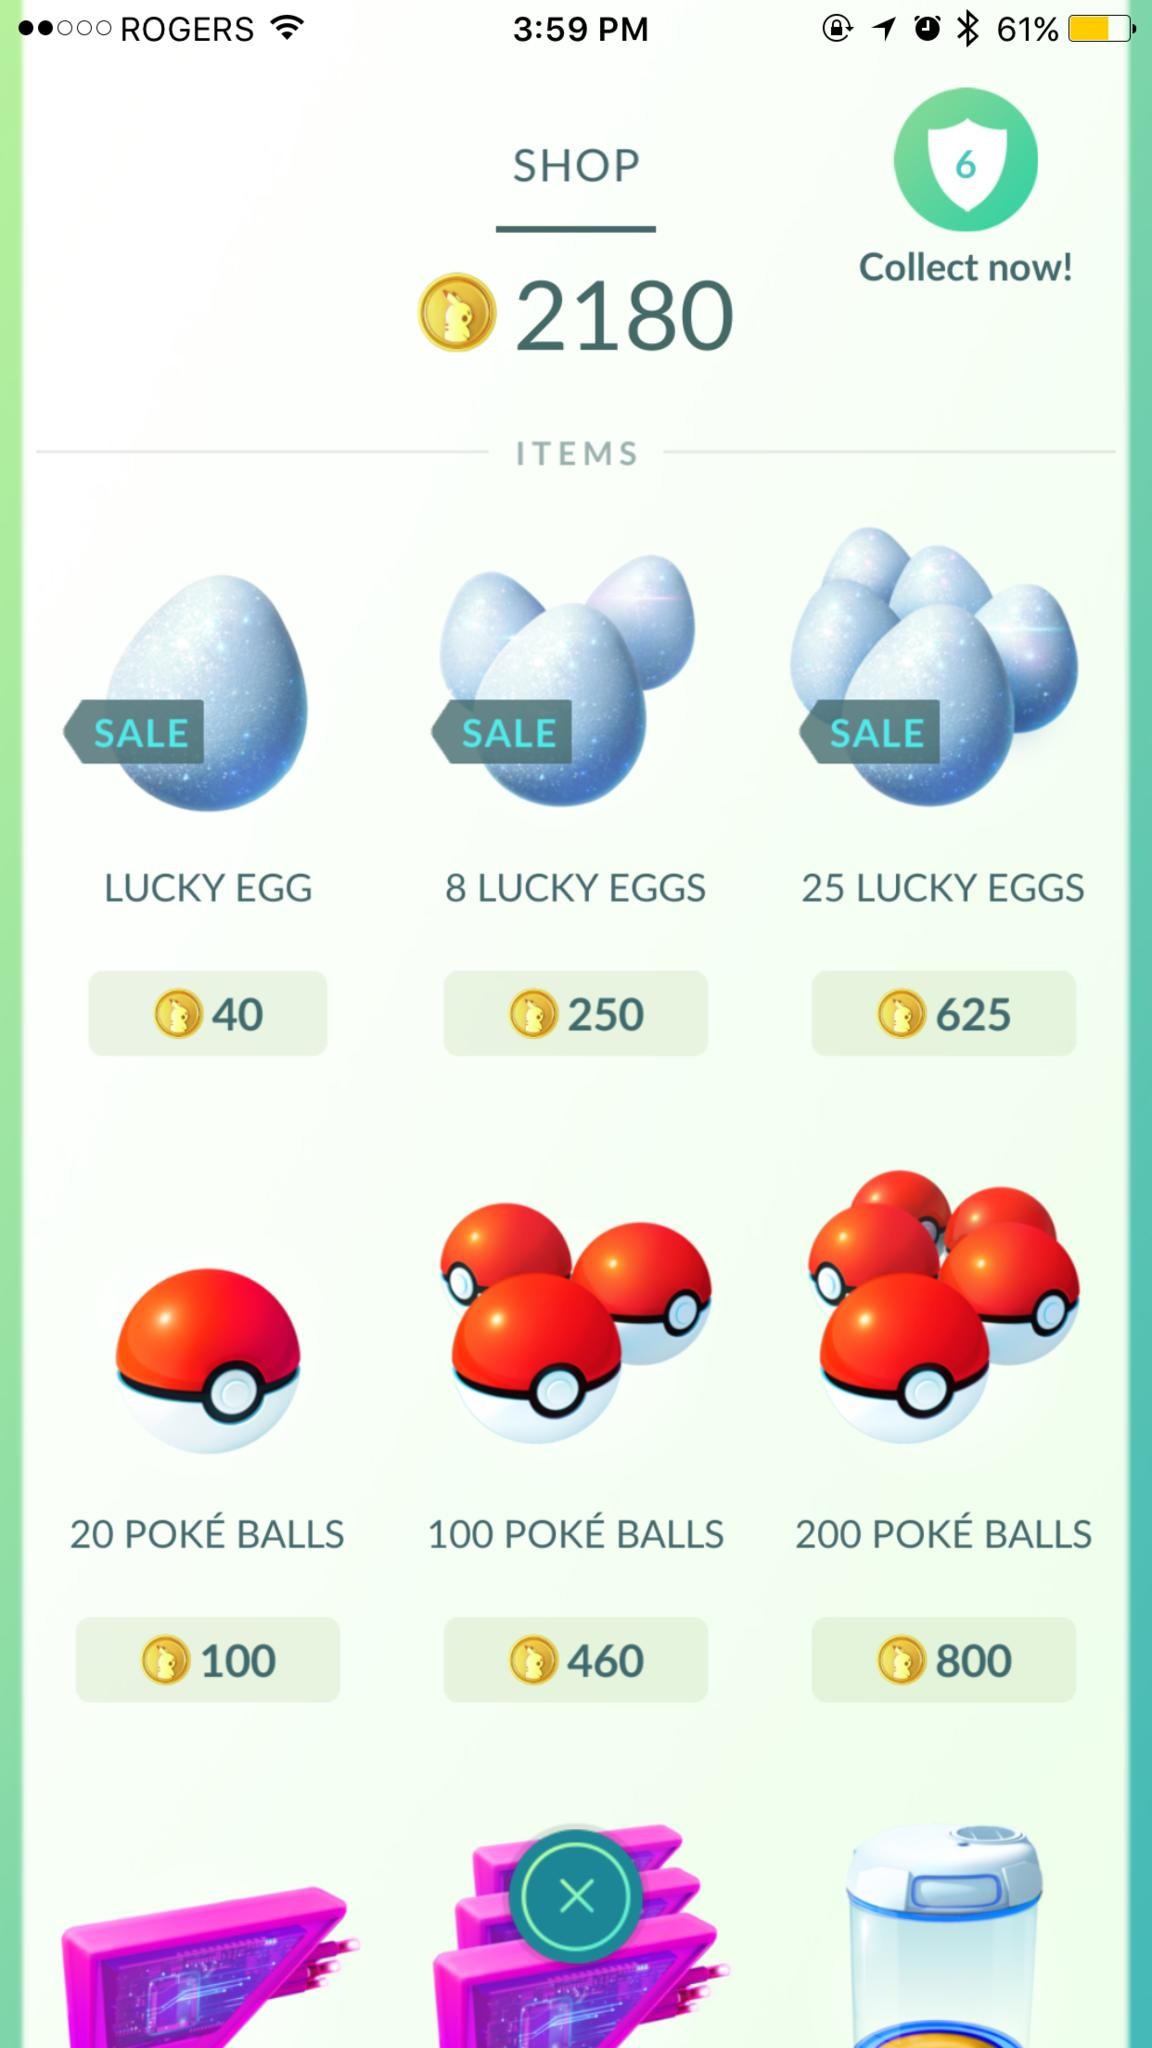 ROGERS 3:59 PM 61%
SHOP
6
Collect now!
2180
ITEMS
SALE SALE SALE
LUCKY EGG 8 LUCKY EGGS 25 LUCKY EGGS
40 250 625
20 POKÉ BALLS 100 POKÉ BALLS 200 POKÉ BALLS
100 460 800